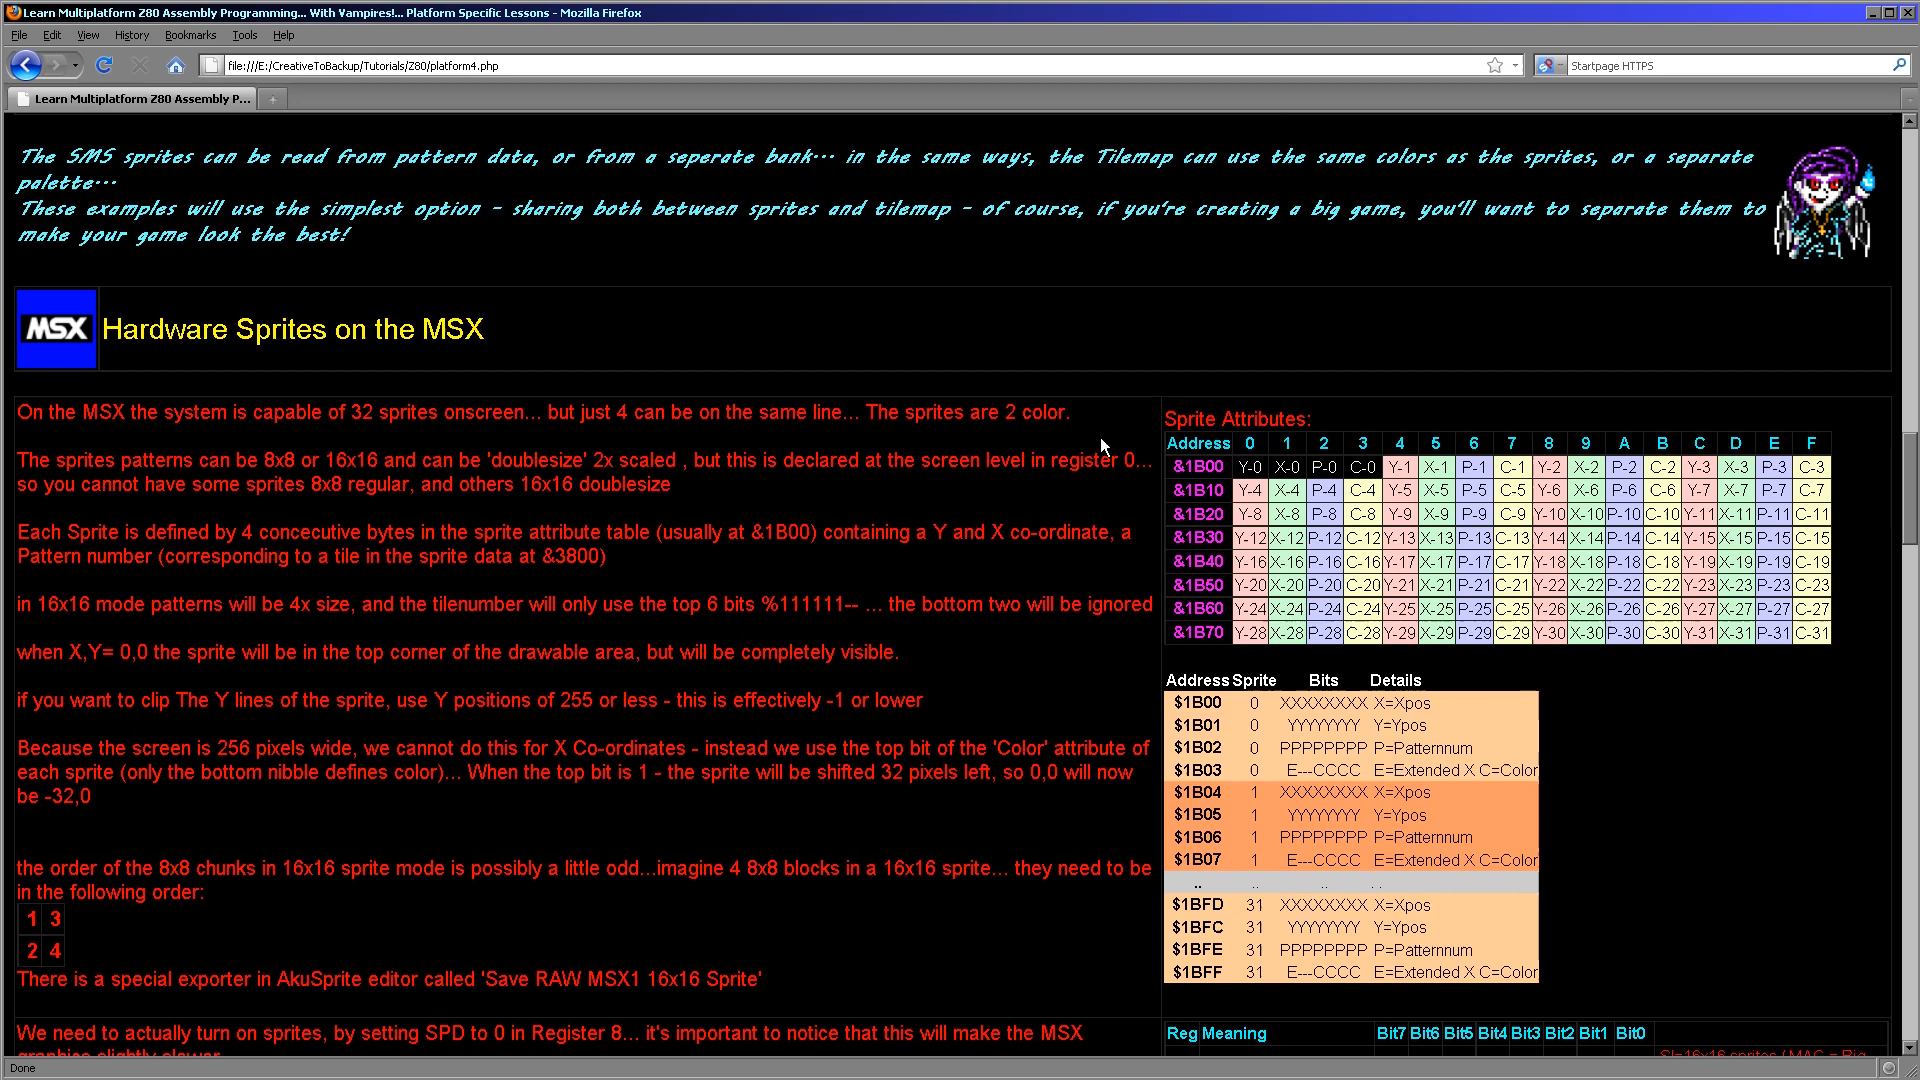 Learn Multiplatform Z80 Assembly Programming... With Vampires!... Platform Specific Lessons - Mozilla Firefox
File Edit View History Bookmarks Tools Help
file:///E:/CreativeToBackup/Tutorials/Z80/platform4.php
Startpage HTTPS
Learn Multiplatform Z80 Assembly P...
The SMS sprites can be read from pattern data, or from a seperate bank... in the same ways, the Tilemap can use the same colors as the sprites, or a separate
palette...
These examples will use the simplest option - sharing both between sprites and tilemap - of course, if you're creating a big game, you'll want to separate them to
make your game look the best!
MSX
Hardware Sprites on the MSX
On the MSX the system is capable of 32 sprites onscreen... but just 4 can be on the same line... The sprites are 2 color.
The sprites patterns can be 8x8 or 16x16 and can be 'doublesize' 2x scaled , but this is declared at the screen level in register 0...
so you cannot have some sprites 8x8 regular, and others 16x16 doublesize
Each Sprite is defined by 4 concecutive bytes in the sprite attribute table (usually at &1B00) containing a Y and X co-ordinate, a
Pattern number (corresponding to a tile in the sprite data at &3800)
in 16x16 mode patterns will be 4x size, and the tilenumber will only use the top 6 bits %111111-- ... the bottom two will be ignored
when X,Y= 0,0 the sprite will be in the top corner of the drawable area, but will be completely visible.
if you want to clip The Y lines of the sprite, use Y positions of 255 or less - this is effectively -1 or lower
Because the screen is 256 pixels wide, we cannot do this for X Co-ordinates - instead we use the top bit of the 'Color' attribute of
each sprite (only the bottom nibble defines color)... When the top bit is 1 - the sprite will be shifted 32 pixels left, so 0,0 will now
be -32,0
the order of the 8x8 chunks in 16x16 sprite mode is possibly a little odd...imagine 4 8x8 blocks in a 16x16 sprite... they need to be
in the following order:
1 3
2 4
There is a special exporter in AkuSprite editor called 'Save RAW MSX1 16x16 Sprite'
We need to actually turn on sprites, by setting SPD to 0 in Register 8... it's important to notice that this will make the MSX
graphics slightly slower
Sprite Attributes:
Address 0 1 2 3 4 5 6 7 8 9 A B C D E F
&1B00 Y-0 X-0 P-0 C-0 Y-1 X-1 P-1 C-1 Y-2 X-2 P-2 C-2 Y-3 X-3 P-3 C-3
&1B10 Y-4 X-4 P-4 C-4 Y-5 X-5 P-5 C-5 Y-6 X-6 P-6 C-6 Y-7 X-7 P-7 C-7
&1B20 Y-8 X-8 P-8 C-8 Y-9 X-9 P-9 C-9 Y-10 X-10 P-10 C-10 Y-11 X-11 P-11 C-11
&1B30 Y-12 X-12 P-12 C-12 Y-13 X-13 P-13 C-13 Y-14 X-14 P-14 C-14 Y-15 X-15 P-15 C-15
&1B40 Y-16 X-16 P-16 C-16 Y-17 X-17 P-18 C-17 Y-18 X-18 P-18 C-18 Y-19 X-19 P-19 C-19
&1B50 Y-20 X-20 P-20 C-20 Y-21 X-21 P-21 C-21 Y-22 X-22 P-22 C-22 Y-23 X-23 P-23 C-23
&1B60 Y-24 X-24 P-24 C-24 Y-25 X-25 P-25 C-25 Y-26 X-26 P-26 C-26 Y-27 X-27 P-27 C-27
&1B70 Y-28 X-28 P-28 C-28 Y-29 X-29 P-29 C-29 Y-30 X-30 P-30 C-30 Y-31 X-31 P-31 C-31
Address Sprite Bits Details
$1B00 0 XXXXXXXX X=Xpos
$1B01 0 YYYYYYYY Y=Ypos
$1B02 0 PPPPPPPP P=Patternnum
$1B03 0 E---CCCC E=Extended X C=Color
$1B04 1 XXXXXXXX X=Xpos
$1B05 1 YYYYYYYY Y=Ypos
$1B06 1 PPPPPPPP P=Patternnum
$1B07 1 E---CCCC E=Extended X C=Color
.. .. .. . .
$1BFD 31 XXXXXXXX X=Xpos
$1BFC 31 YYYYYYYY Y=Ypos
$1BFE 31 PPPPPPPP P=Patternnum
$1BFF 31 E---CCCC E=Extended X C=Color
Reg Meaning Bit7 Bit6 Bit5 Bit4 Bit3 Bit2 Bit1 Bit0
SI=16x16 sprites ( MAG = Big
Done